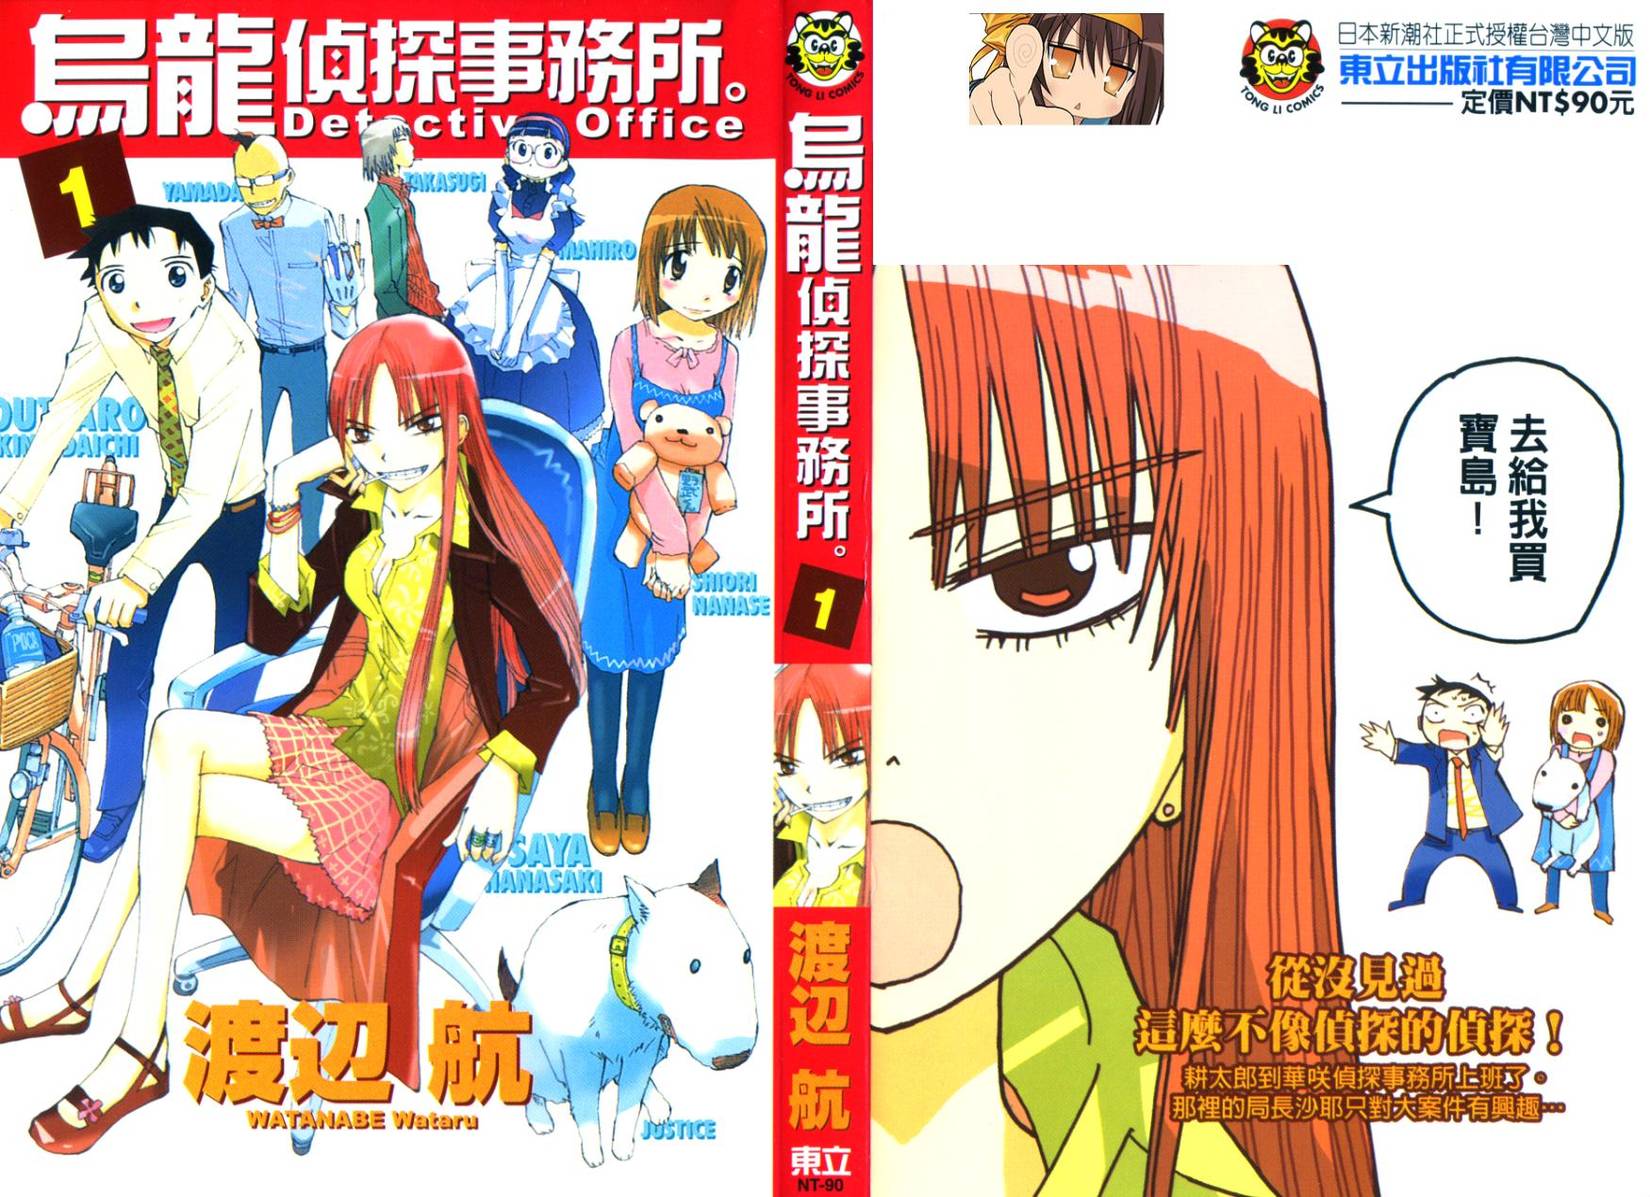 烏龍偵探事務所。
Detective Office
1
YAMADA
TAKASUGI
MAHIRO
KINDAICHI
POCA
SHIORI
NANASE
SAYA
HANASAKI
渡辺 航
WATANABE Wataru
JUSTICE
TONG LI COMICS
烏龍偵探事務所。
1
渡辺 航
東立
NT-90
TONG LI COMICS
日本新潮社正式授權台灣中文版
東立出版社有限公司
定價NT$90元
去給我買
寶島！
從沒見過
這麼不像偵探的偵探！
耕太郎到華咲偵探事務所上班了。
那裡的局長沙耶只對大案件有興趣…